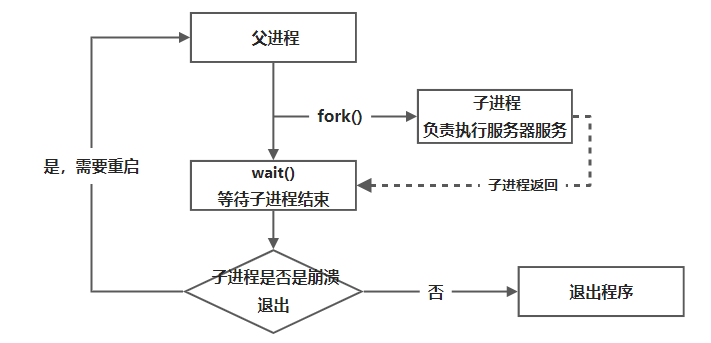 父进程
fork()
子进程
负责执行服务器服务
是，需要重启
wait()
等待子进程结束
子进程返回
子进程是否是崩溃
退出
否
退出程序